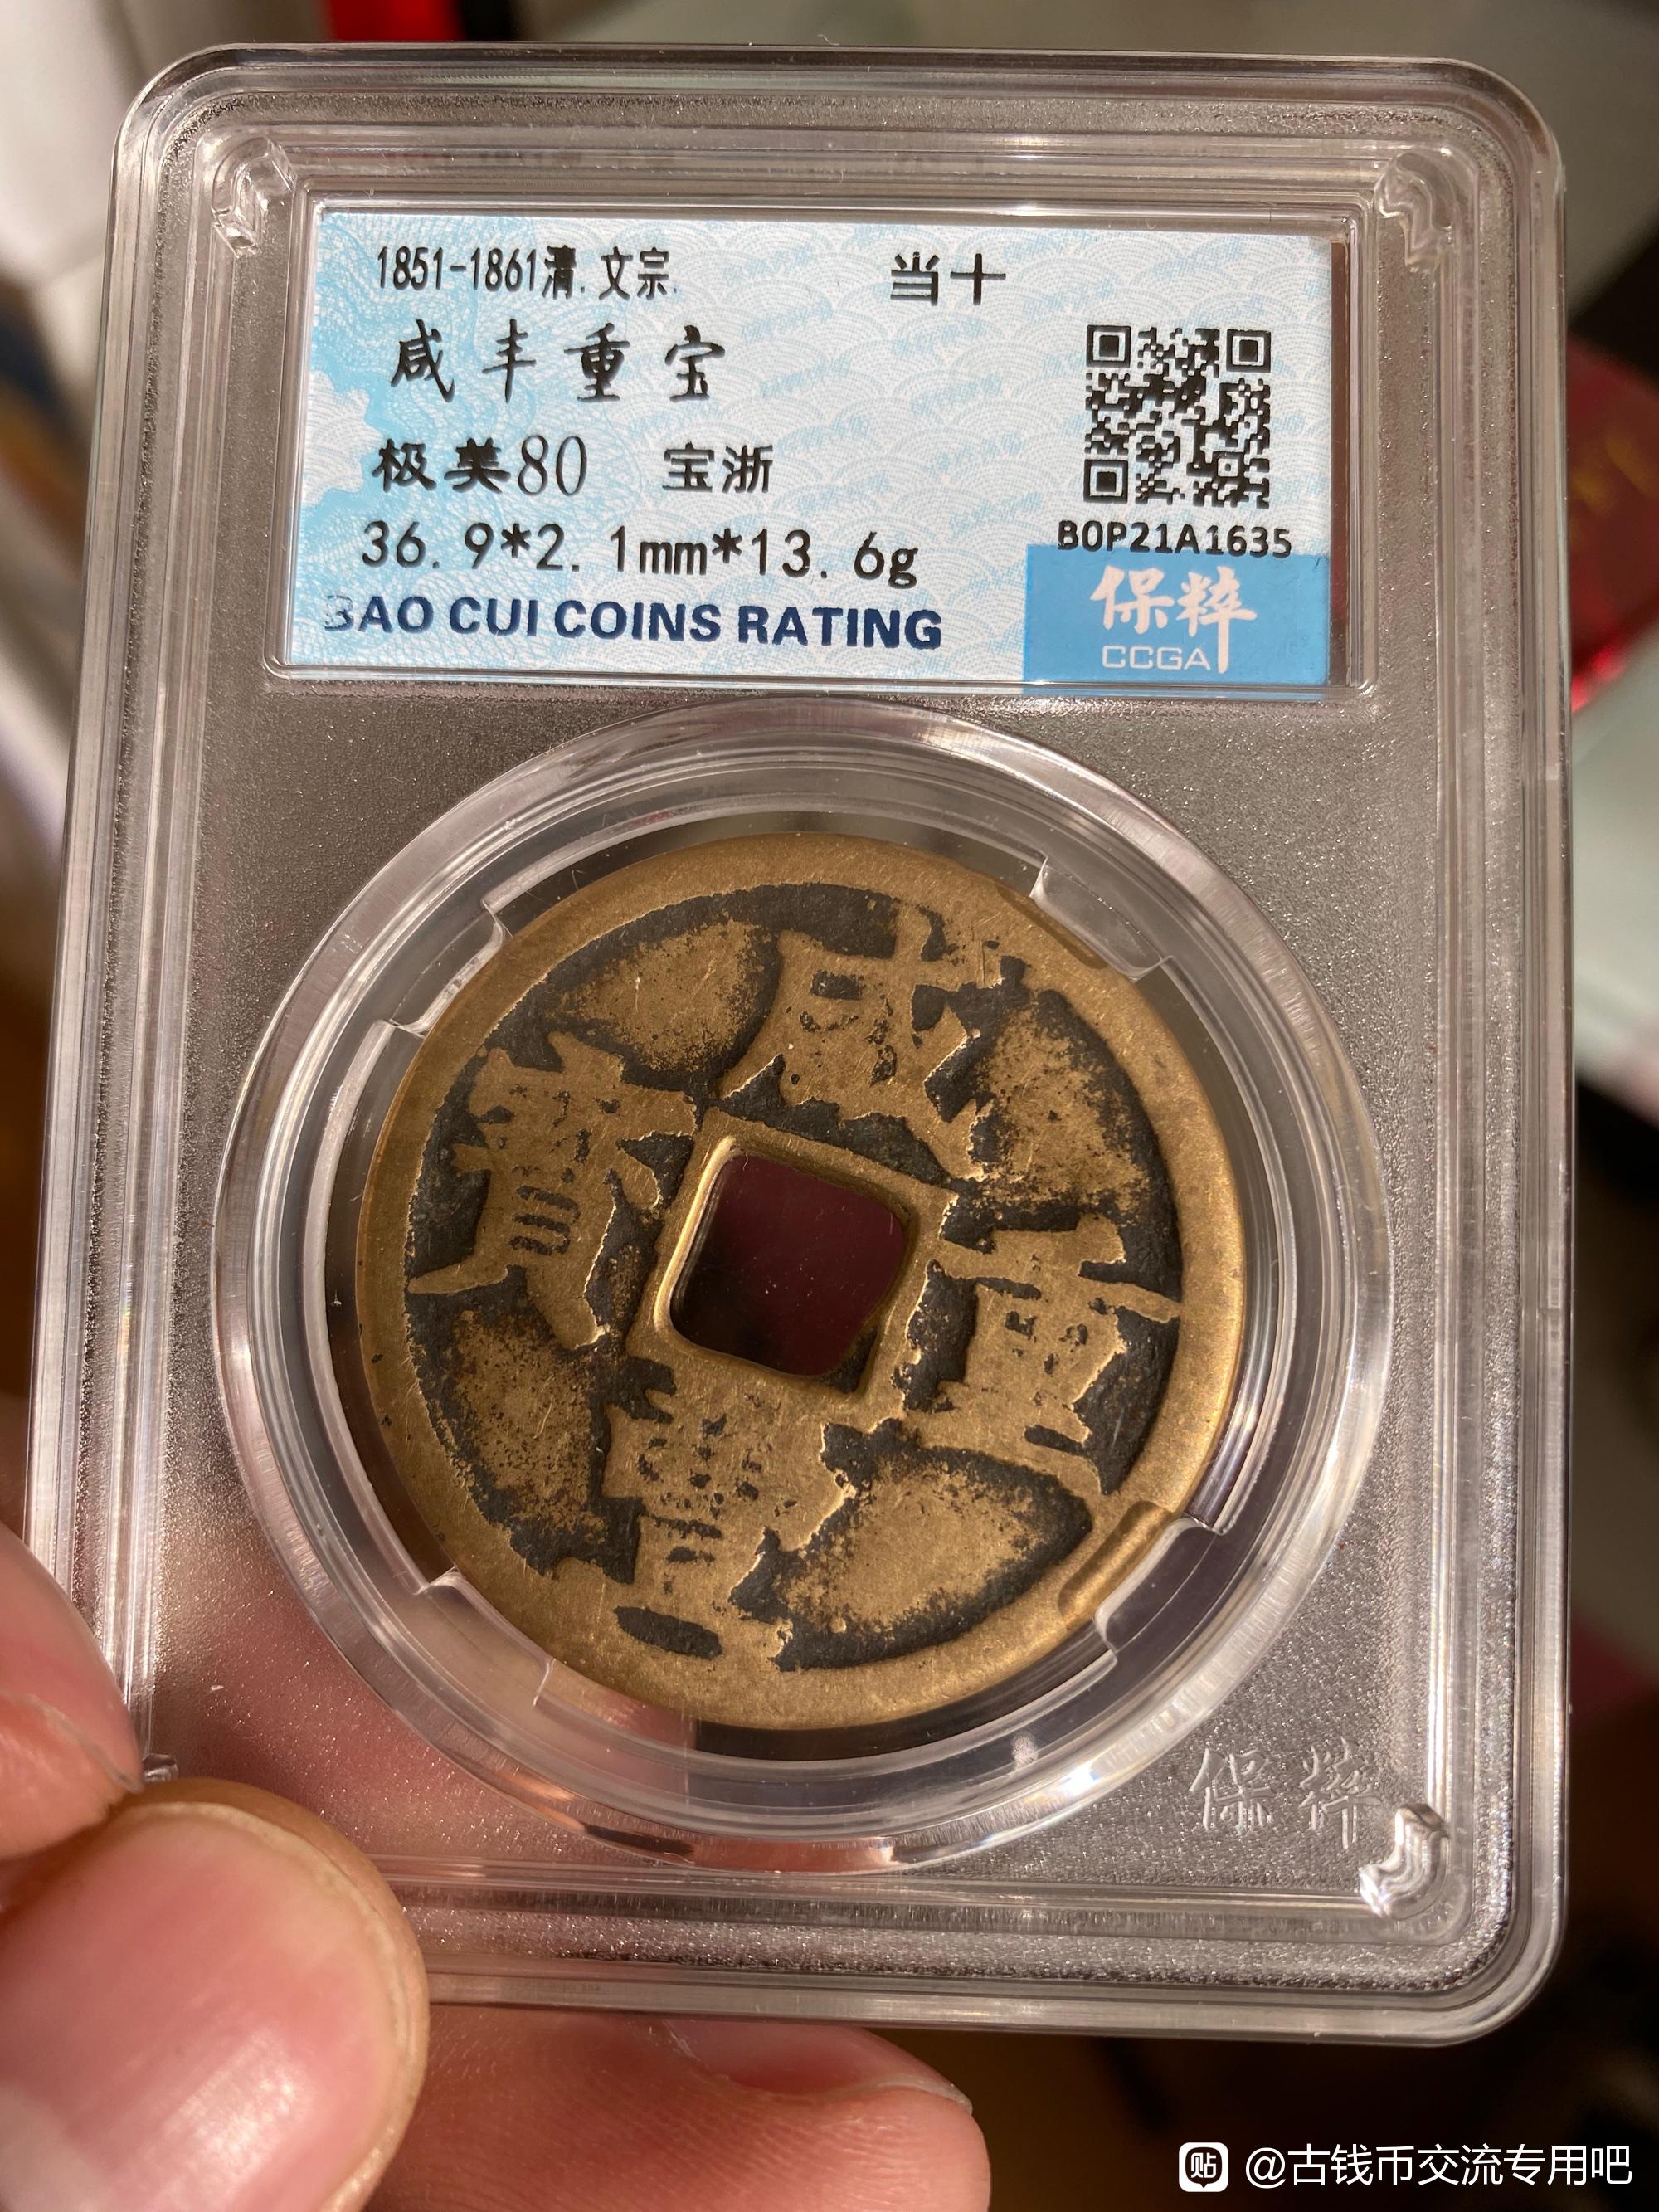 1851-1861清.文宗.
当十
咸丰重宝
极美80 宝浙
36.9*2.1mm*13.6g
B0P21A1635
BAO CUI COINS RATING
保粹
CCGA
咸豐重寶
保粹
贴 @古钱币交流专用吧